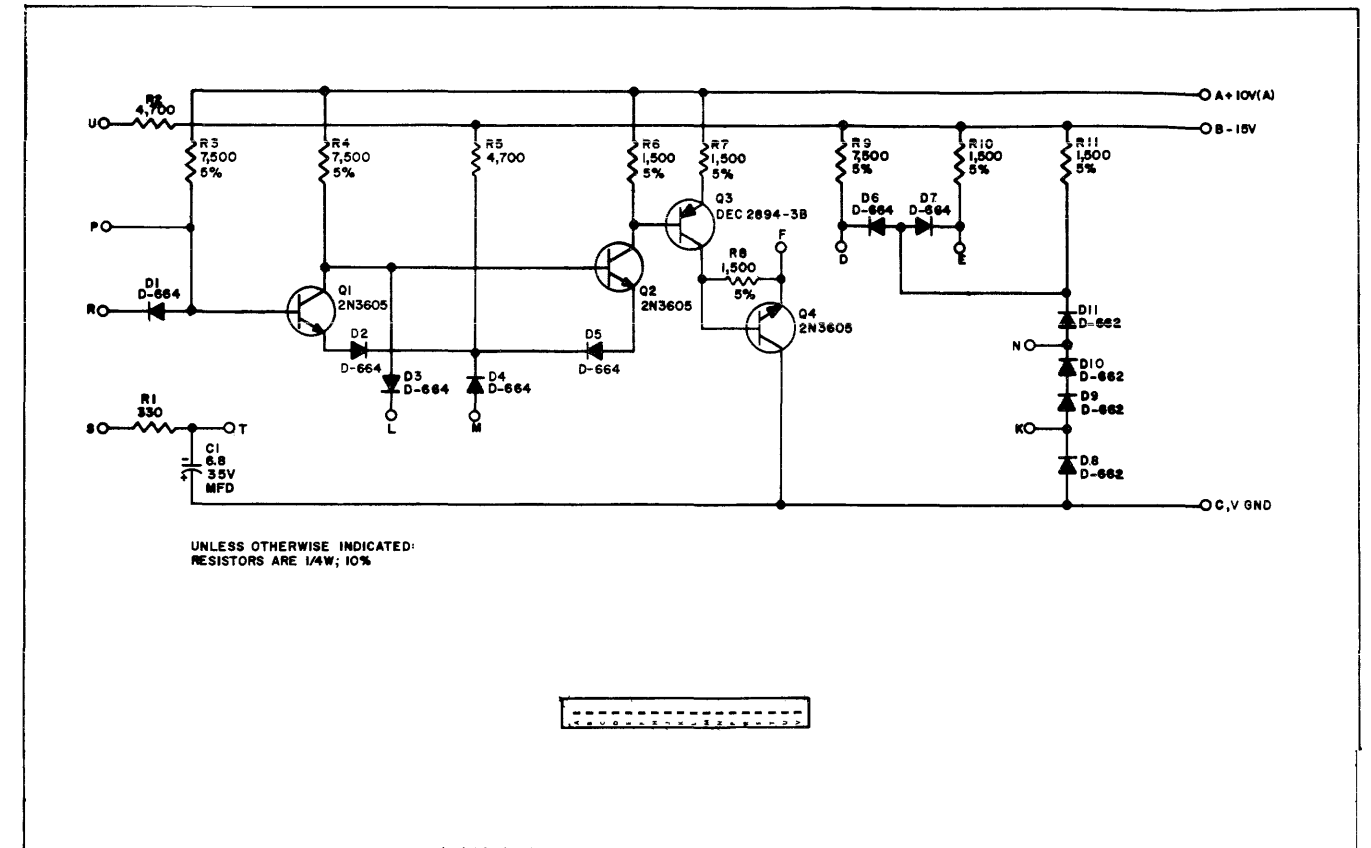 A+10V(A)
R2
4,700
U
B-15V
R3
7,500
5%
R4
7,500
5%
R5
4,700
R6
1,500
5%
R7
1,500
5%
R9
7,500
5%
R10
1,500
5%
R11
1,500
5%
Q3
DEC 2894-3B
D6
D-664
D7
D-664
P
F
D
E
R8
1,500
5%
D1
D-664
R
Q1
2N3605
Q2
2N3605
Q4
2N3605
D11
D=662
N
D2
D-664
D5
D-664
D3
D-664
D4
D-664
D10
D-662
D9
D-662
L
M
R1
330
S
T
K
C1
6.8
35V
MFD
D8
D-662
C,V GND
UNLESS OTHERWISE INDICATED:
RESISTORS ARE 1/4W; 10%
A B C D E F H J K L M N P R S T U V